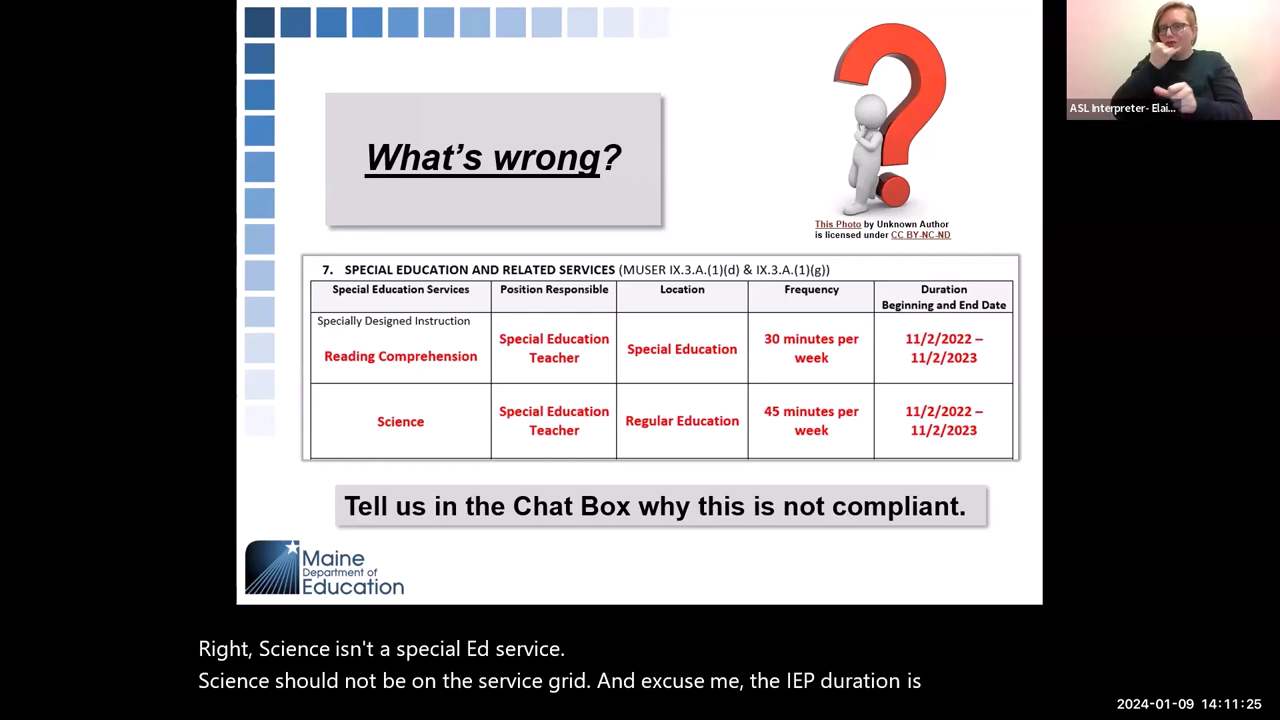 What's wrong?
This Photo by Unknown Author
is licensed under CC BY-NC-ND
ASL Interpreter- Elai...
7. SPECIAL EDUCATION AND RELATED SERVICES (MUSER IX.3.A.(1)(d) & IX.3.A.(1)(g))
Special Education Services Position Responsible Location Frequency Duration
Beginning and End Date
Specially Designed Instruction
Reading Comprehension
Special Education
Teacher
Special Education
30 minutes per
week
11/2/2022 –
11/2/2023
Science
Special Education
Teacher
Regular Education
45 minutes per
week
11/2/2022 –
11/2/2023
Tell us in the Chat Box why this is not compliant.
Maine
Department of
Education
Right, Science isn't a special Ed service.
Science should not be on the service grid. And excuse me, the IEP duration is
2024-01-09 14:11:25